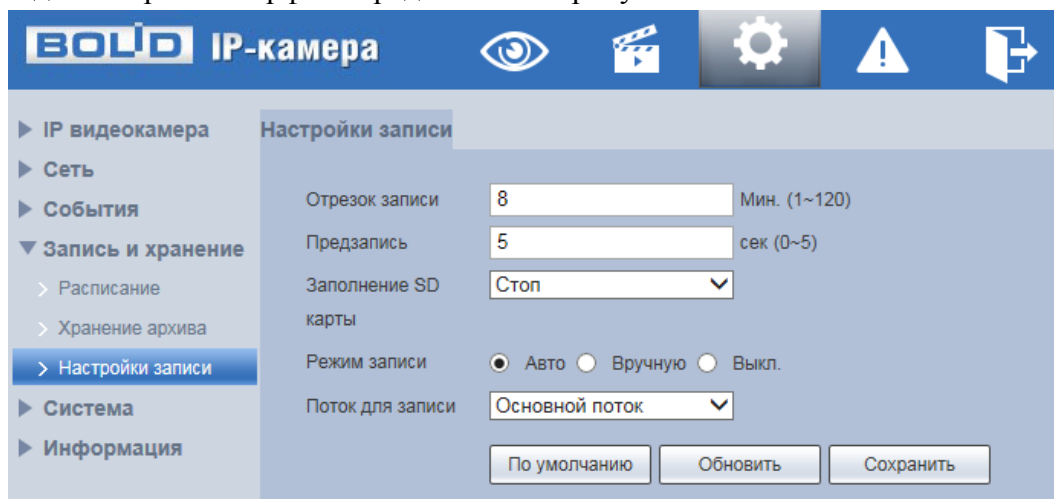 BOLID IP-камера
IP видеокамера
Сеть
События
Запись и хранение
Расписание
Хранение архива
Настройки записи
Система
Информация
Настройки записи
Отрезок записи 8 Мин. (1~120)
Предзапись 5 сек (0~5)
Заполнение SD карты Стоп
Режим записи Авто Вручную Выкл.
Поток для записи Основной поток
По умолчанию Обновить Сохранить